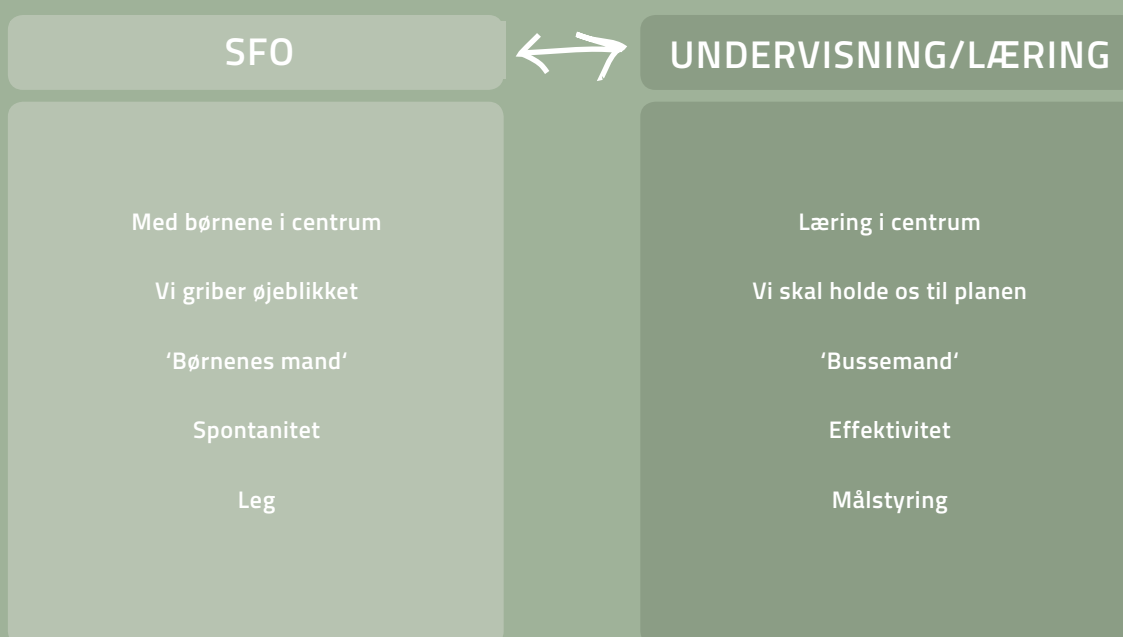 SFO
UNDERVISNING/LÆRING
Med børnene i centrum
Vi griber øjeblikket
‘Børnenes mand‘
Spontanitet
Leg
Læring i centrum
Vi skal holde os til planen
‘Bussemand‘
Effektivitet
Målstyring